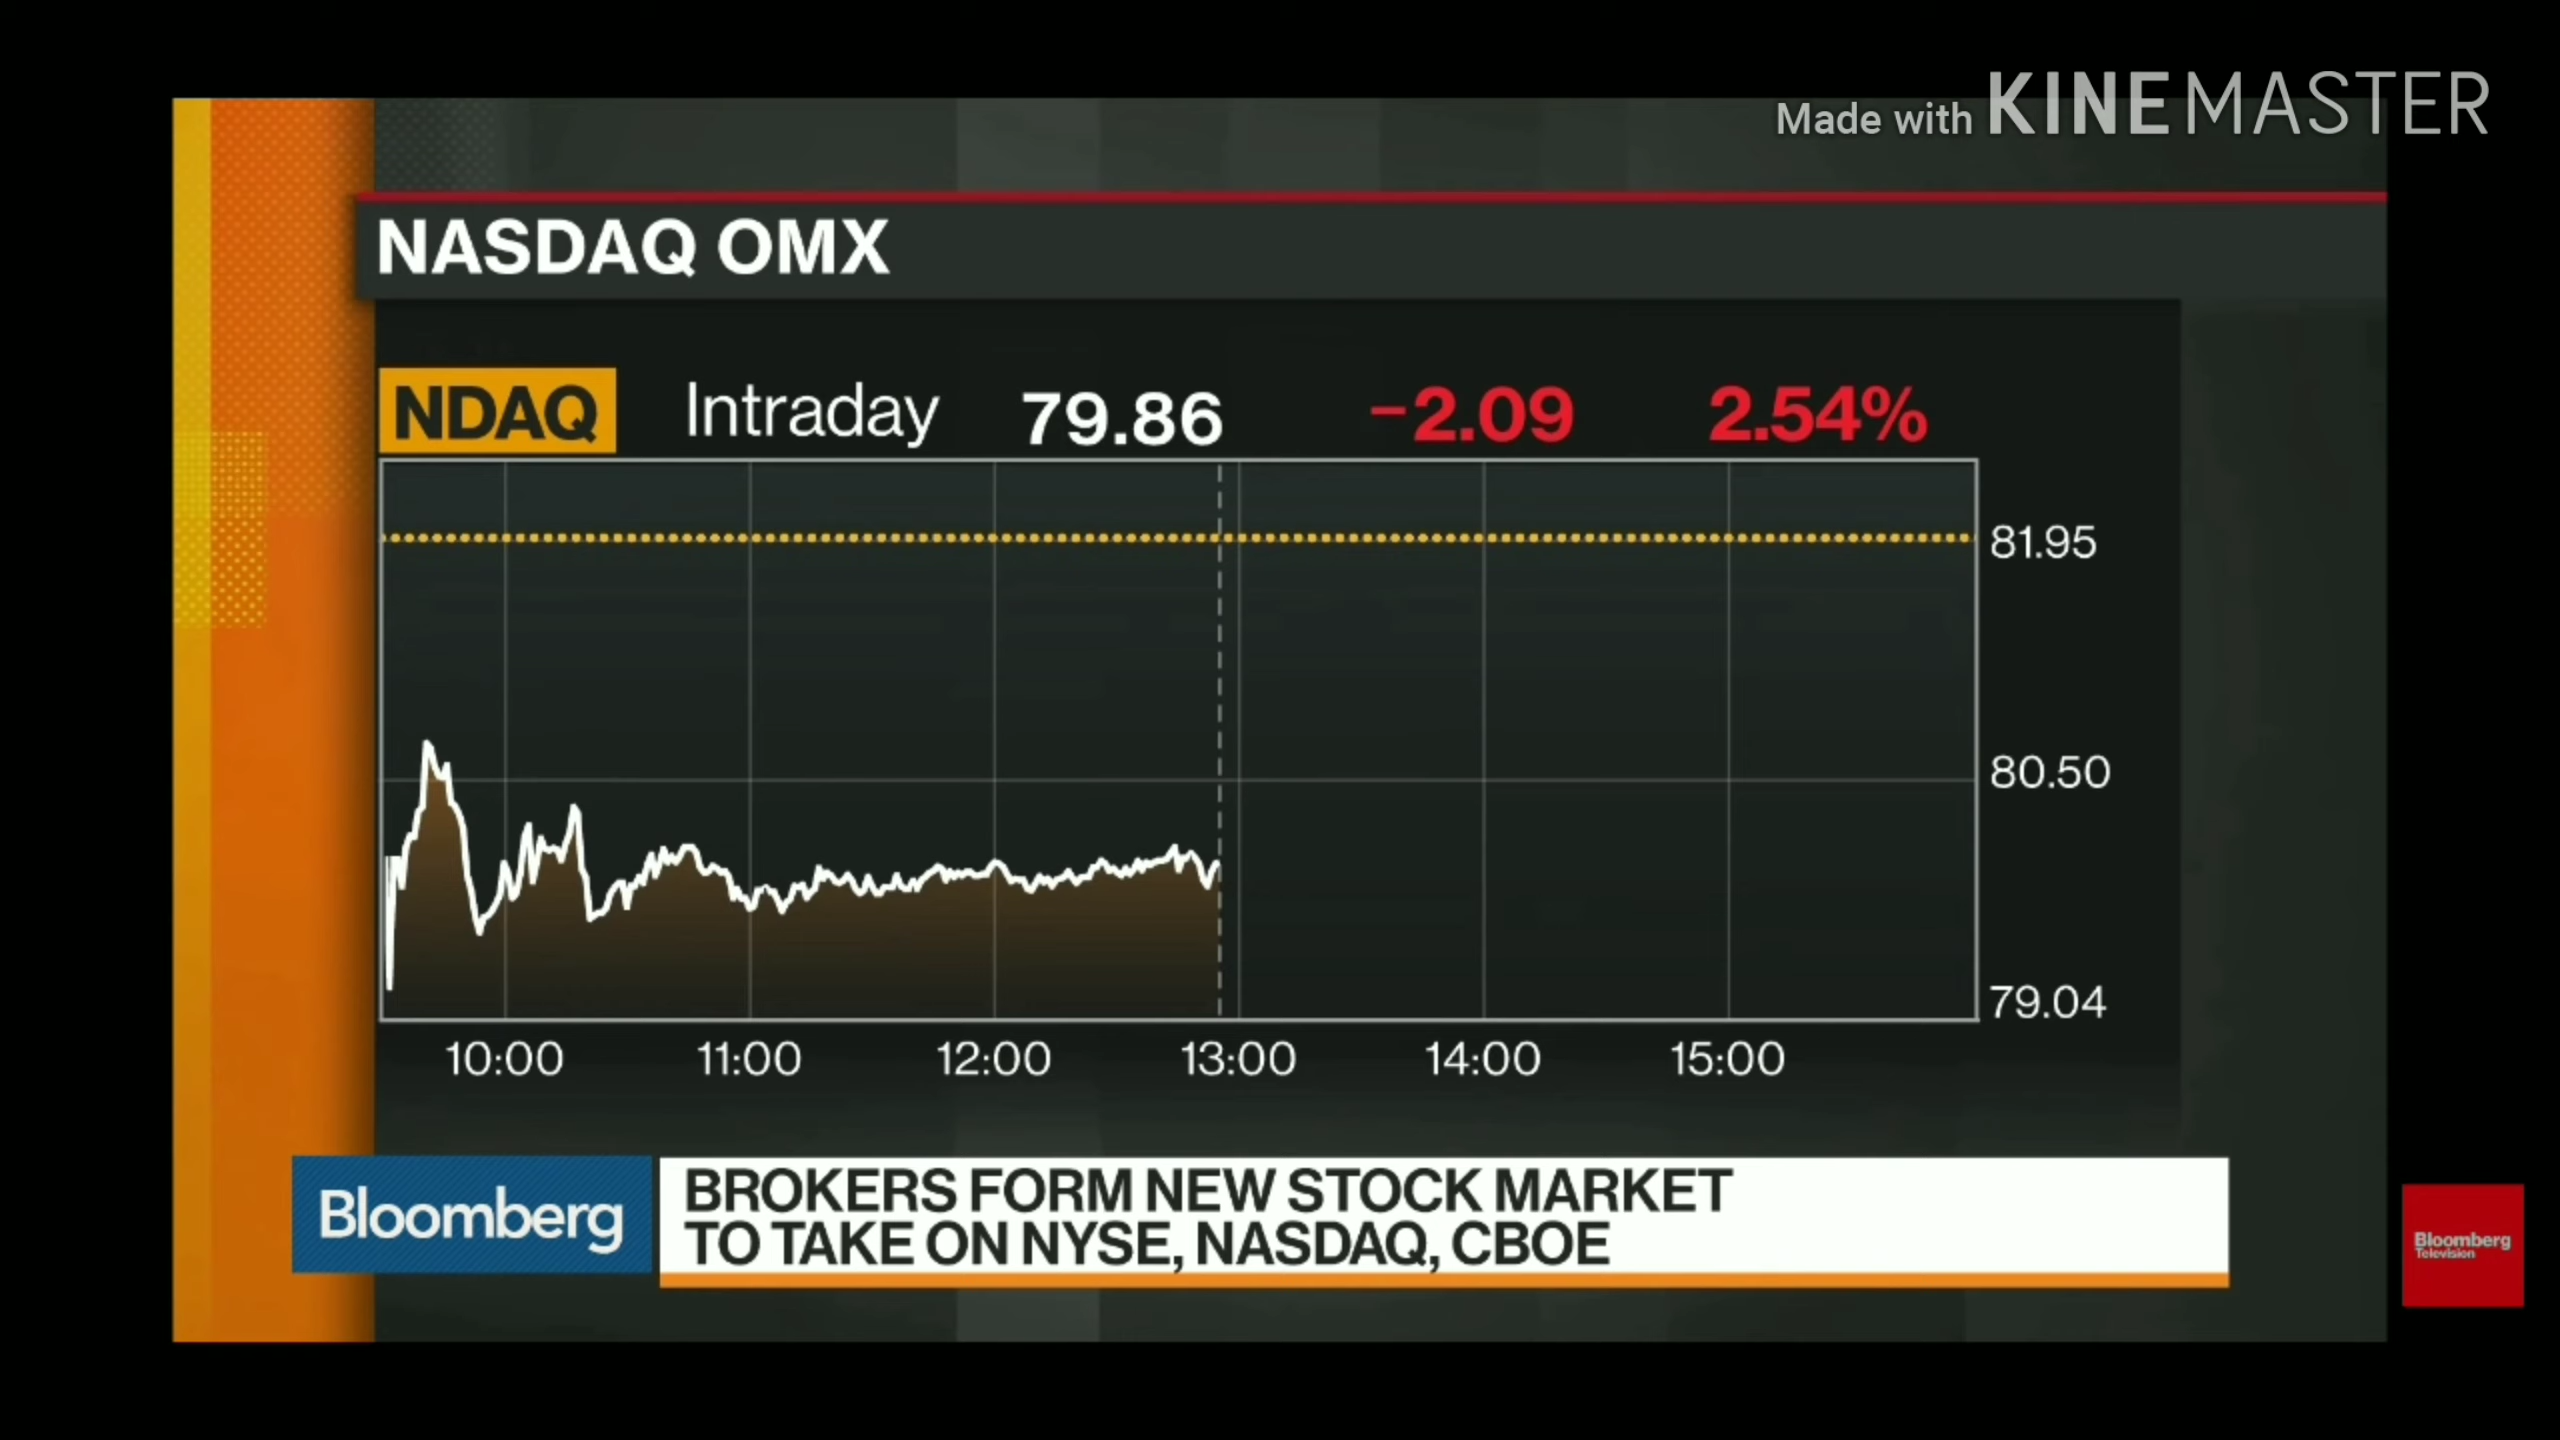 Made with KINEMASTER
NASDAQ OMX
NDAQ Intraday 79.86 -2.09 2.54%
81.95
80.50
79.04
10:00 11:00 12:00 13:00 14:00 15:00
Bloomberg
BROKERS FORM NEW STOCK MARKET
TO TAKE ON NYSE, NASDAQ, CBOE
Bloomberg
Television